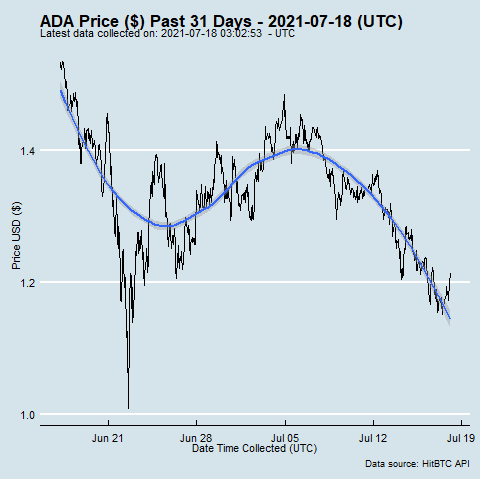 ADA Price ($) Past 31 Days - 2021-07-18 (UTC)
Latest data collected on: 2021-07-18 03:02:53  - UTC
Price USD ($)
1.4
1.2
1.0
Jun 21
Jun 28
Jul 05
Jul 12
Jul 19
Date Time Collected (UTC)
Data source: HitBTC API